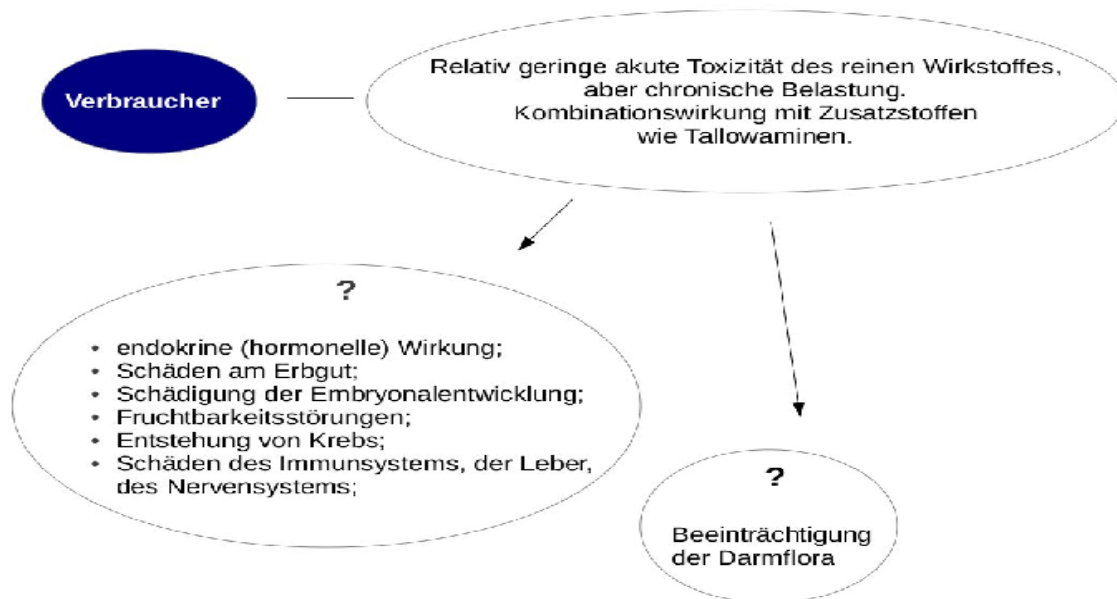 Verbraucher
Relativ geringe akute Toxizität des reinen Wirkstoffes,
aber chronische Belastung.
Kombinationswirkung mit Zusatzstoffen
wie Tallowaminen.
?
• endokrine (hormonelle) Wirkung;
• Schäden am Erbgut;
• Schädigung der Embryonalentwicklung;
• Fruchtbarkeitsstörungen;
• Entstehung von Krebs;
• Schäden des Immunsystems, der Leber,
des Nervensystems;
?
Beeinträchtigung
der Darmflora